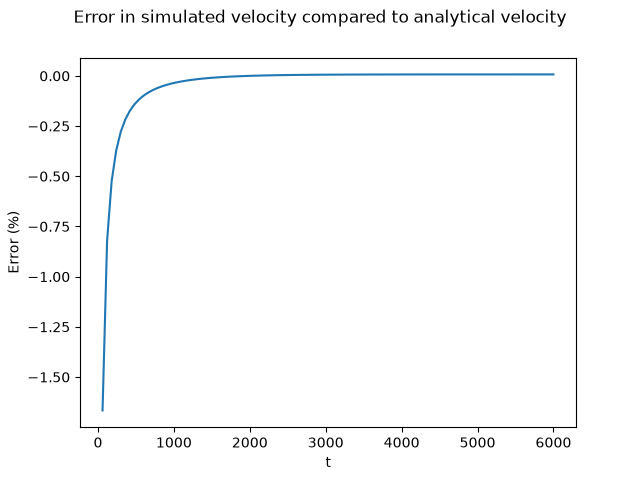 Error in simulated velocity compared to analytical velocity
0.00
−0.25
−0.50
−0.75
−1.00
−1.25
−1.50
Error (%)
0 1000 2000 3000 4000 5000 6000
t